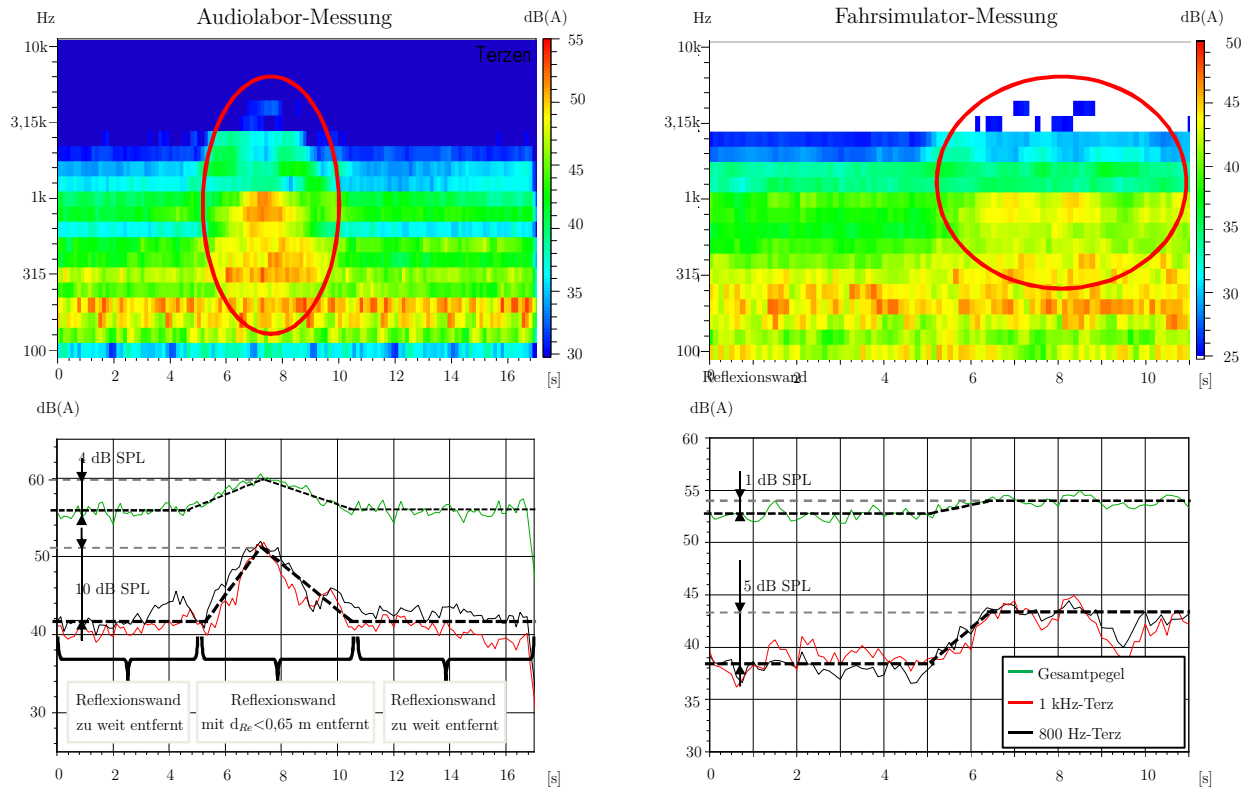 Audiolabor-Messung
Hz
dB(A)
10k
3,15k
1k
315
100
Terzen
55
50
45
40
35
30
0 2 4 6 8 10 12 14 16
[s]
Fahrsimulator-Messung
Hz
dB(A)
10k
3,15k
1k
315
100
50
45
40
35
30
25
0 2 4 6 8 10
Reflexionswand
[s]
dB(A)
60
50
40
30
4 dB SPL
10 dB SPL
Reflexionswand
zu weit entfernt
Reflexionswand
mit dRe<0,65 m entfernt
Reflexionswand
zu weit entfernt
0 2 4 6 8 10 12 14 16
[s]
dB(A)
60
55
50
45
40
35
30
1 dB SPL
5 dB SPL
Gesamtpegel
1 kHz-Terz
800 Hz-Terz
0 2 4 6 8 10
[s]